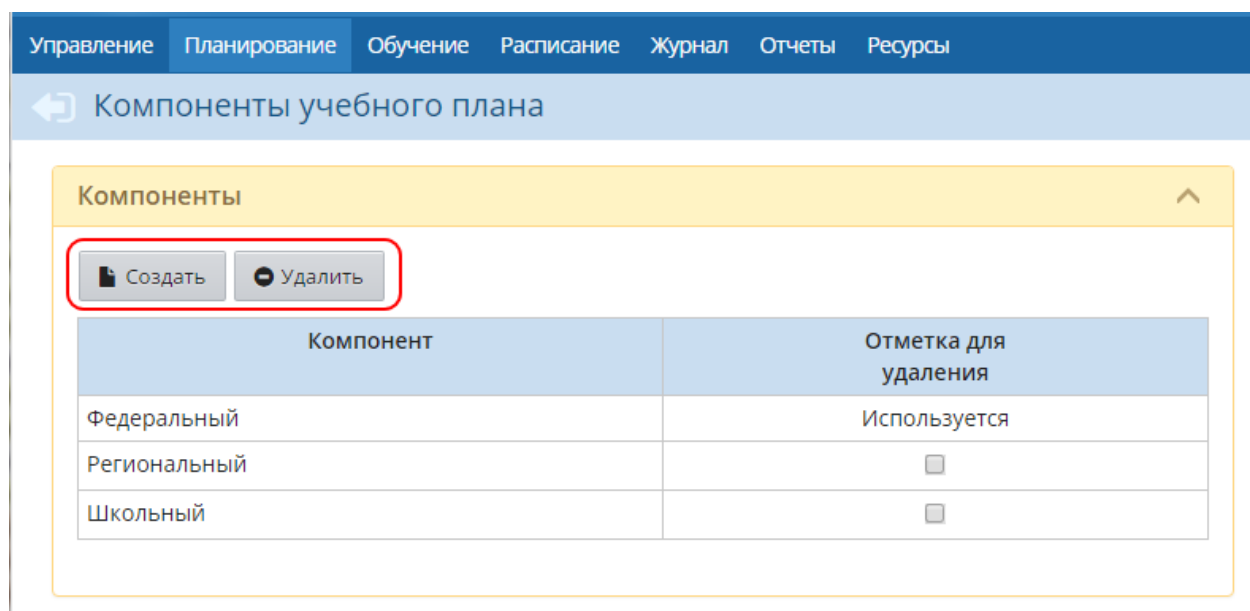 Управление Планирование Обучение Расписание Журнал Отчеты Ресурсы
Компоненты учебного плана
Компоненты
Создать Удалить
Компонент Отметка для
удаления
Федеральный Используется
Региональный
Школьный